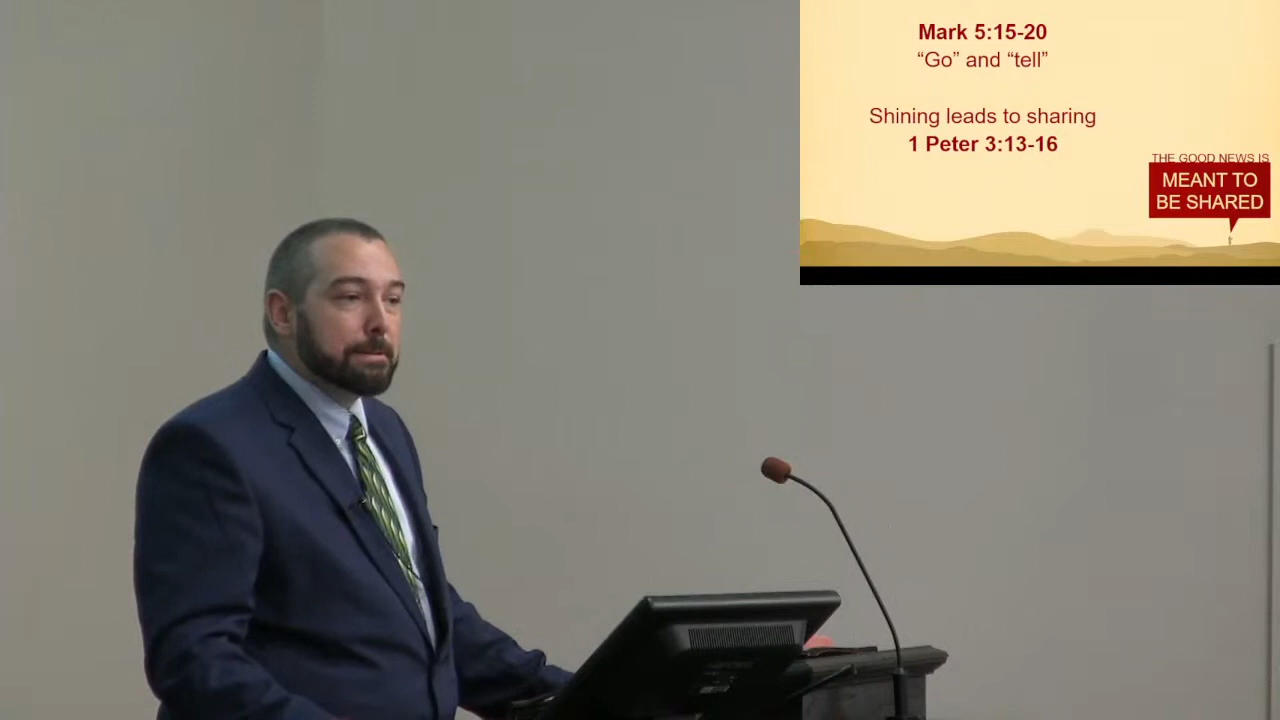 Mark 5:15-20
“Go” and “tell”
Shining leads to sharing
1 Peter 3:13-16
THE GOOD NEWS IS
MEANT TO
BE SHARED